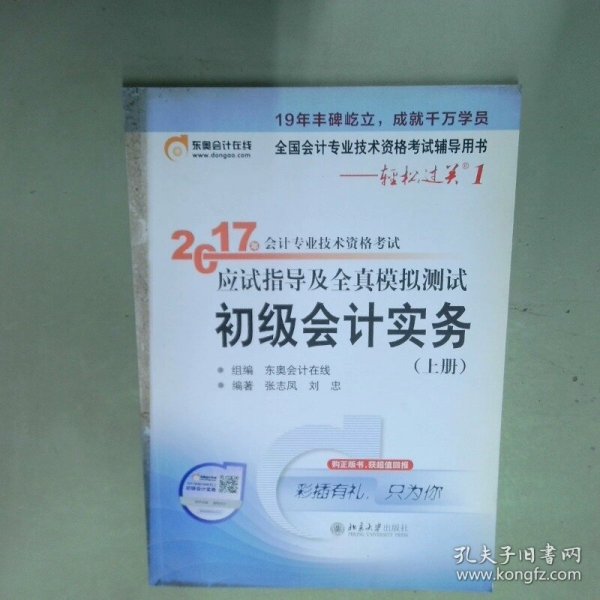 19年丰碑屹立，成就千万学员
东奥会计在线
www.dongao.com
全国会计专业技术资格考试辅导用书
——轻松过关®1
2017年会计专业技术资格考试
应试指导及全真模拟测试
初级会计实务
（上册）
组编 东奥会计在线
编著 张志凤 刘忠
购正版书，获超值回报
彩插有礼，只为你
初级会计实务
北京大学出版社
孔夫子旧书网
www.kongfz.com